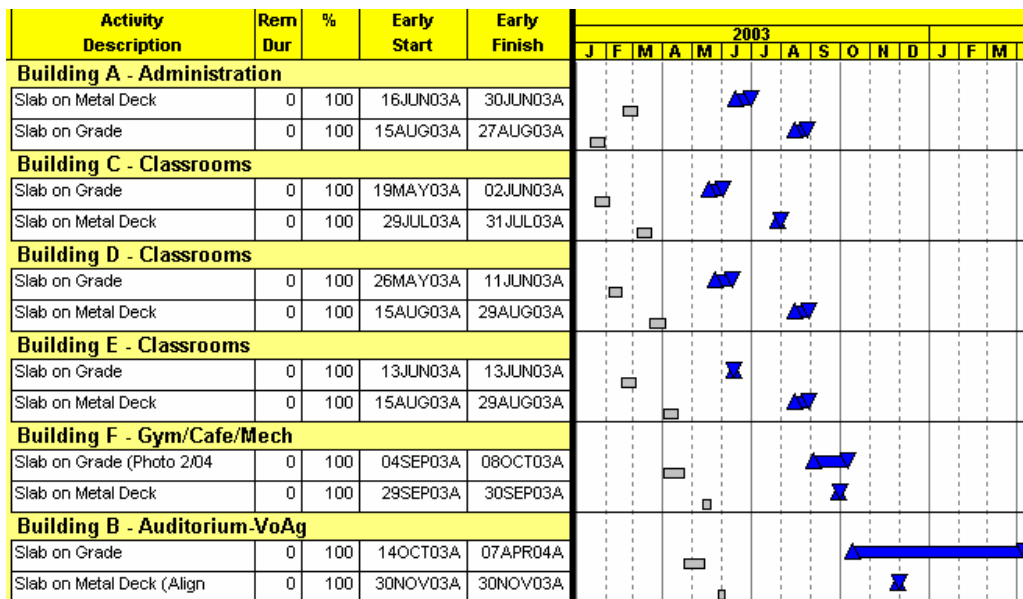 Activity Rem % Early Early
Description Dur Start Finish
2003
J F M A M J J A S O N D J F M
Building A - Administration
Slab on Metal Deck 0 100 16JUN03A 30JUN03A
Slab on Grade 0 100 15AUG03A 27AUG03A
Building C - Classrooms
Slab on Grade 0 100 19MAY03A 02JUN03A
Slab on Metal Deck 0 100 29JUL03A 31JUL03A
Building D - Classrooms
Slab on Grade 0 100 26MAY03A 11JUN03A
Slab on Metal Deck 0 100 15AUG03A 29AUG03A
Building E - Classrooms
Slab on Grade 0 100 13JUN03A 13JUN03A
Slab on Metal Deck 0 100 15AUG03A 29AUG03A
Building F - Gym/Cafe/Mech
Slab on Grade (Photo 2/04 0 100 04SEP03A 08OCT03A
Slab on Metal Deck 0 100 29SEP03A 30SEP03A
Building B - Auditorium-VoAg
Slab on Grade 0 100 14OCT03A 07APR04A
Slab on Metal Deck (Align 0 100 30NOV03A 30NOV03A